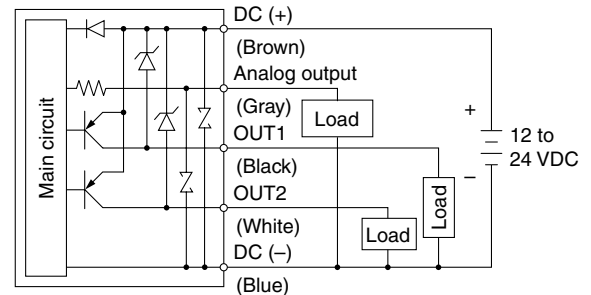 DC (+)
(Brown)
Analog output
(Gray)
OUT1
(Black)
OUT2
(White)
DC (–)
(Blue)
Main circuit
Load
Load
Load
+
–
12 to
24 VDC